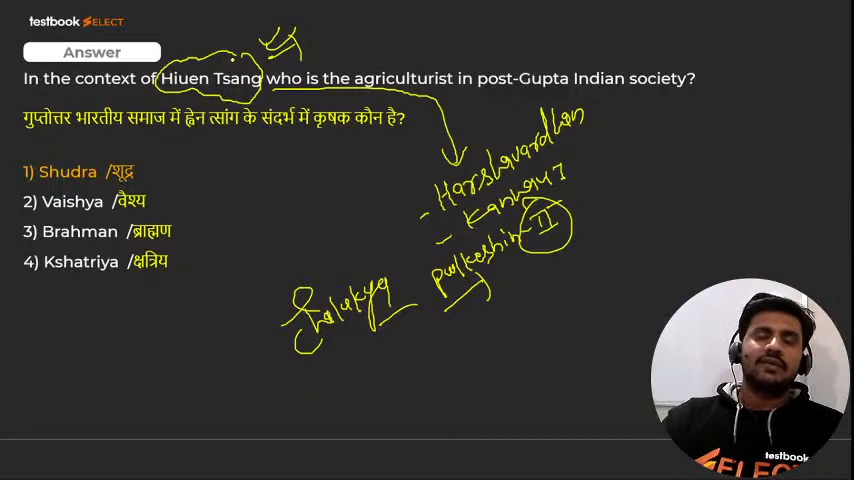 testbook SELECT
Answer
In the context of Hiuen Tsang who is the agriculturist in post-Gupta Indian society?
गुप्तोत्तर भारतीय समाज में ह्वेन त्सांग के संदर्भ में कृषक कौन है?
1) Shudra /शूद्र
2) Vaishya /वैश्य
3) Brahman /ब्राह्मण
4) Kshatriya /क्षत्रिय
Harshavardhan
- Kannauj
- Pulkeshin-II
Chalukya
testbook
SELECT